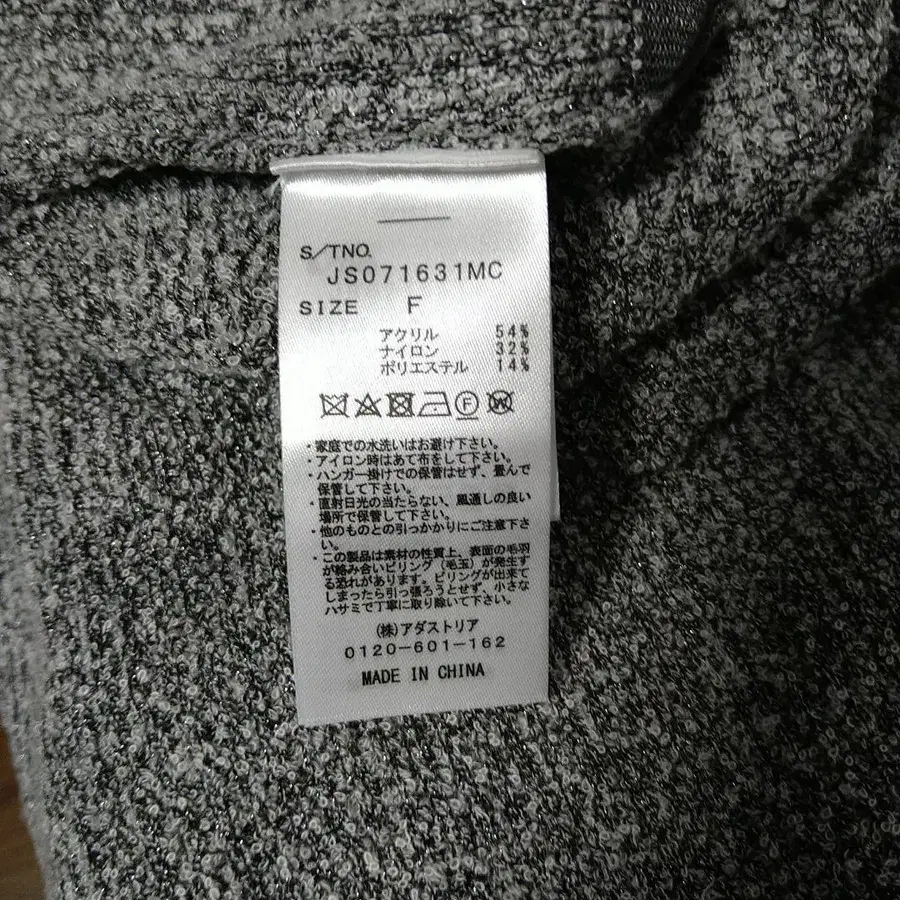 S/TNO.
JS071631MC
SIZE F
アクリル 54%
ナイロン 32%
ポリエステル 14%
F W
・家庭での水洗いはお避け下さい。
・アイロン時はあて布をして下さい。
・ハンガー掛けでの保管はせず、畳んで
保管して下さい。
・直射日光の当たらない、風通しの良い
場所で保管して下さい。
・他のものとの引っかかりにご注意下さ
い。
・この製品は素材の性質上、表面の毛羽
が絡み合いピリング（毛玉）が発生す
る恐れがあります。ピリングが出来て
しまったら引っ張ろうとせず、小さな
ハサミで丁寧に取り除いて下さい。
(株)アダストリア
0120-601-162
MADE IN CHINA